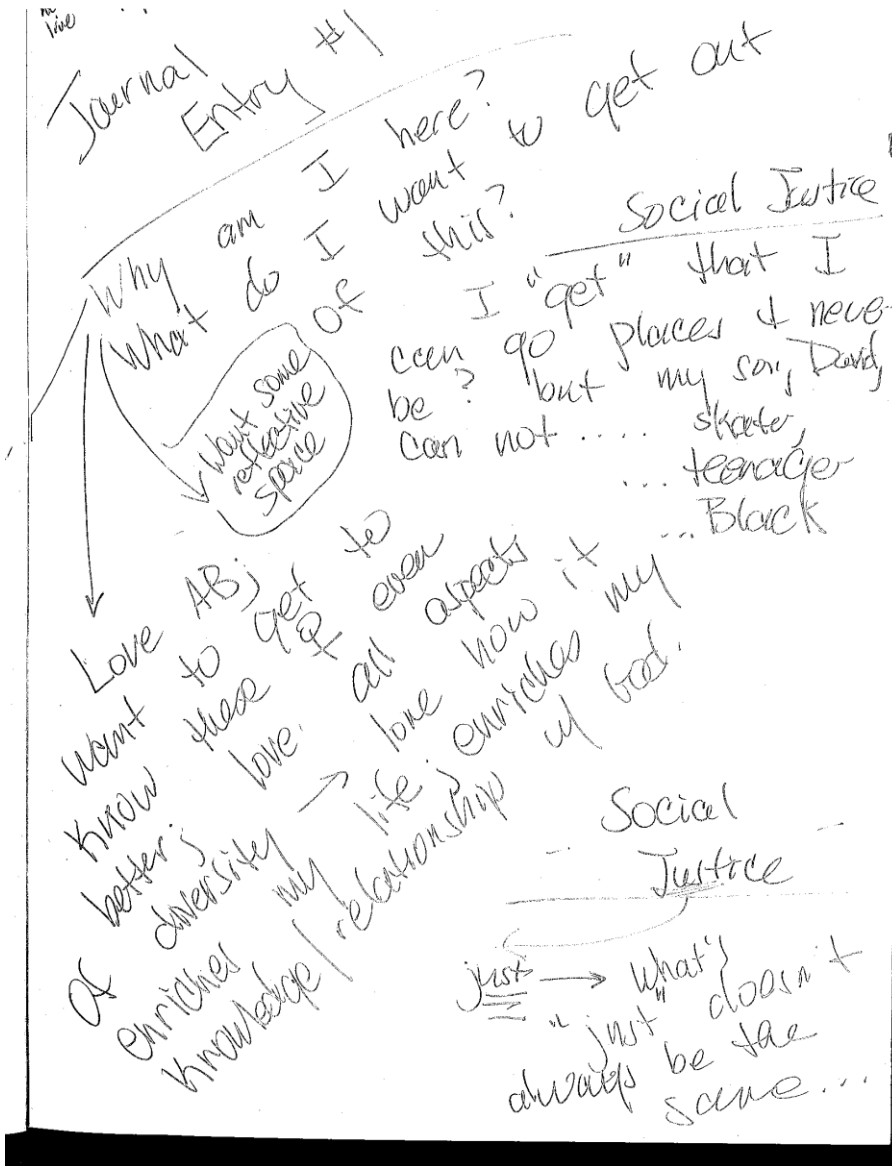 live
Journal
Entry #1
Why am I here?
What do I want to get out
of this?
want some
reflective
space
Social Justice
I "get" that I
can go places & never
be ? but my son, David,
can not .... skater,
... teenager
... Black
Love AB;
want to get to
know these & even
better; love. all aspects
of diversity → love how it
enriches my life; enriches my
knowledge/relationship w/ God.
Social
Justice
just → what's
"just" doesn't
always be the
same...